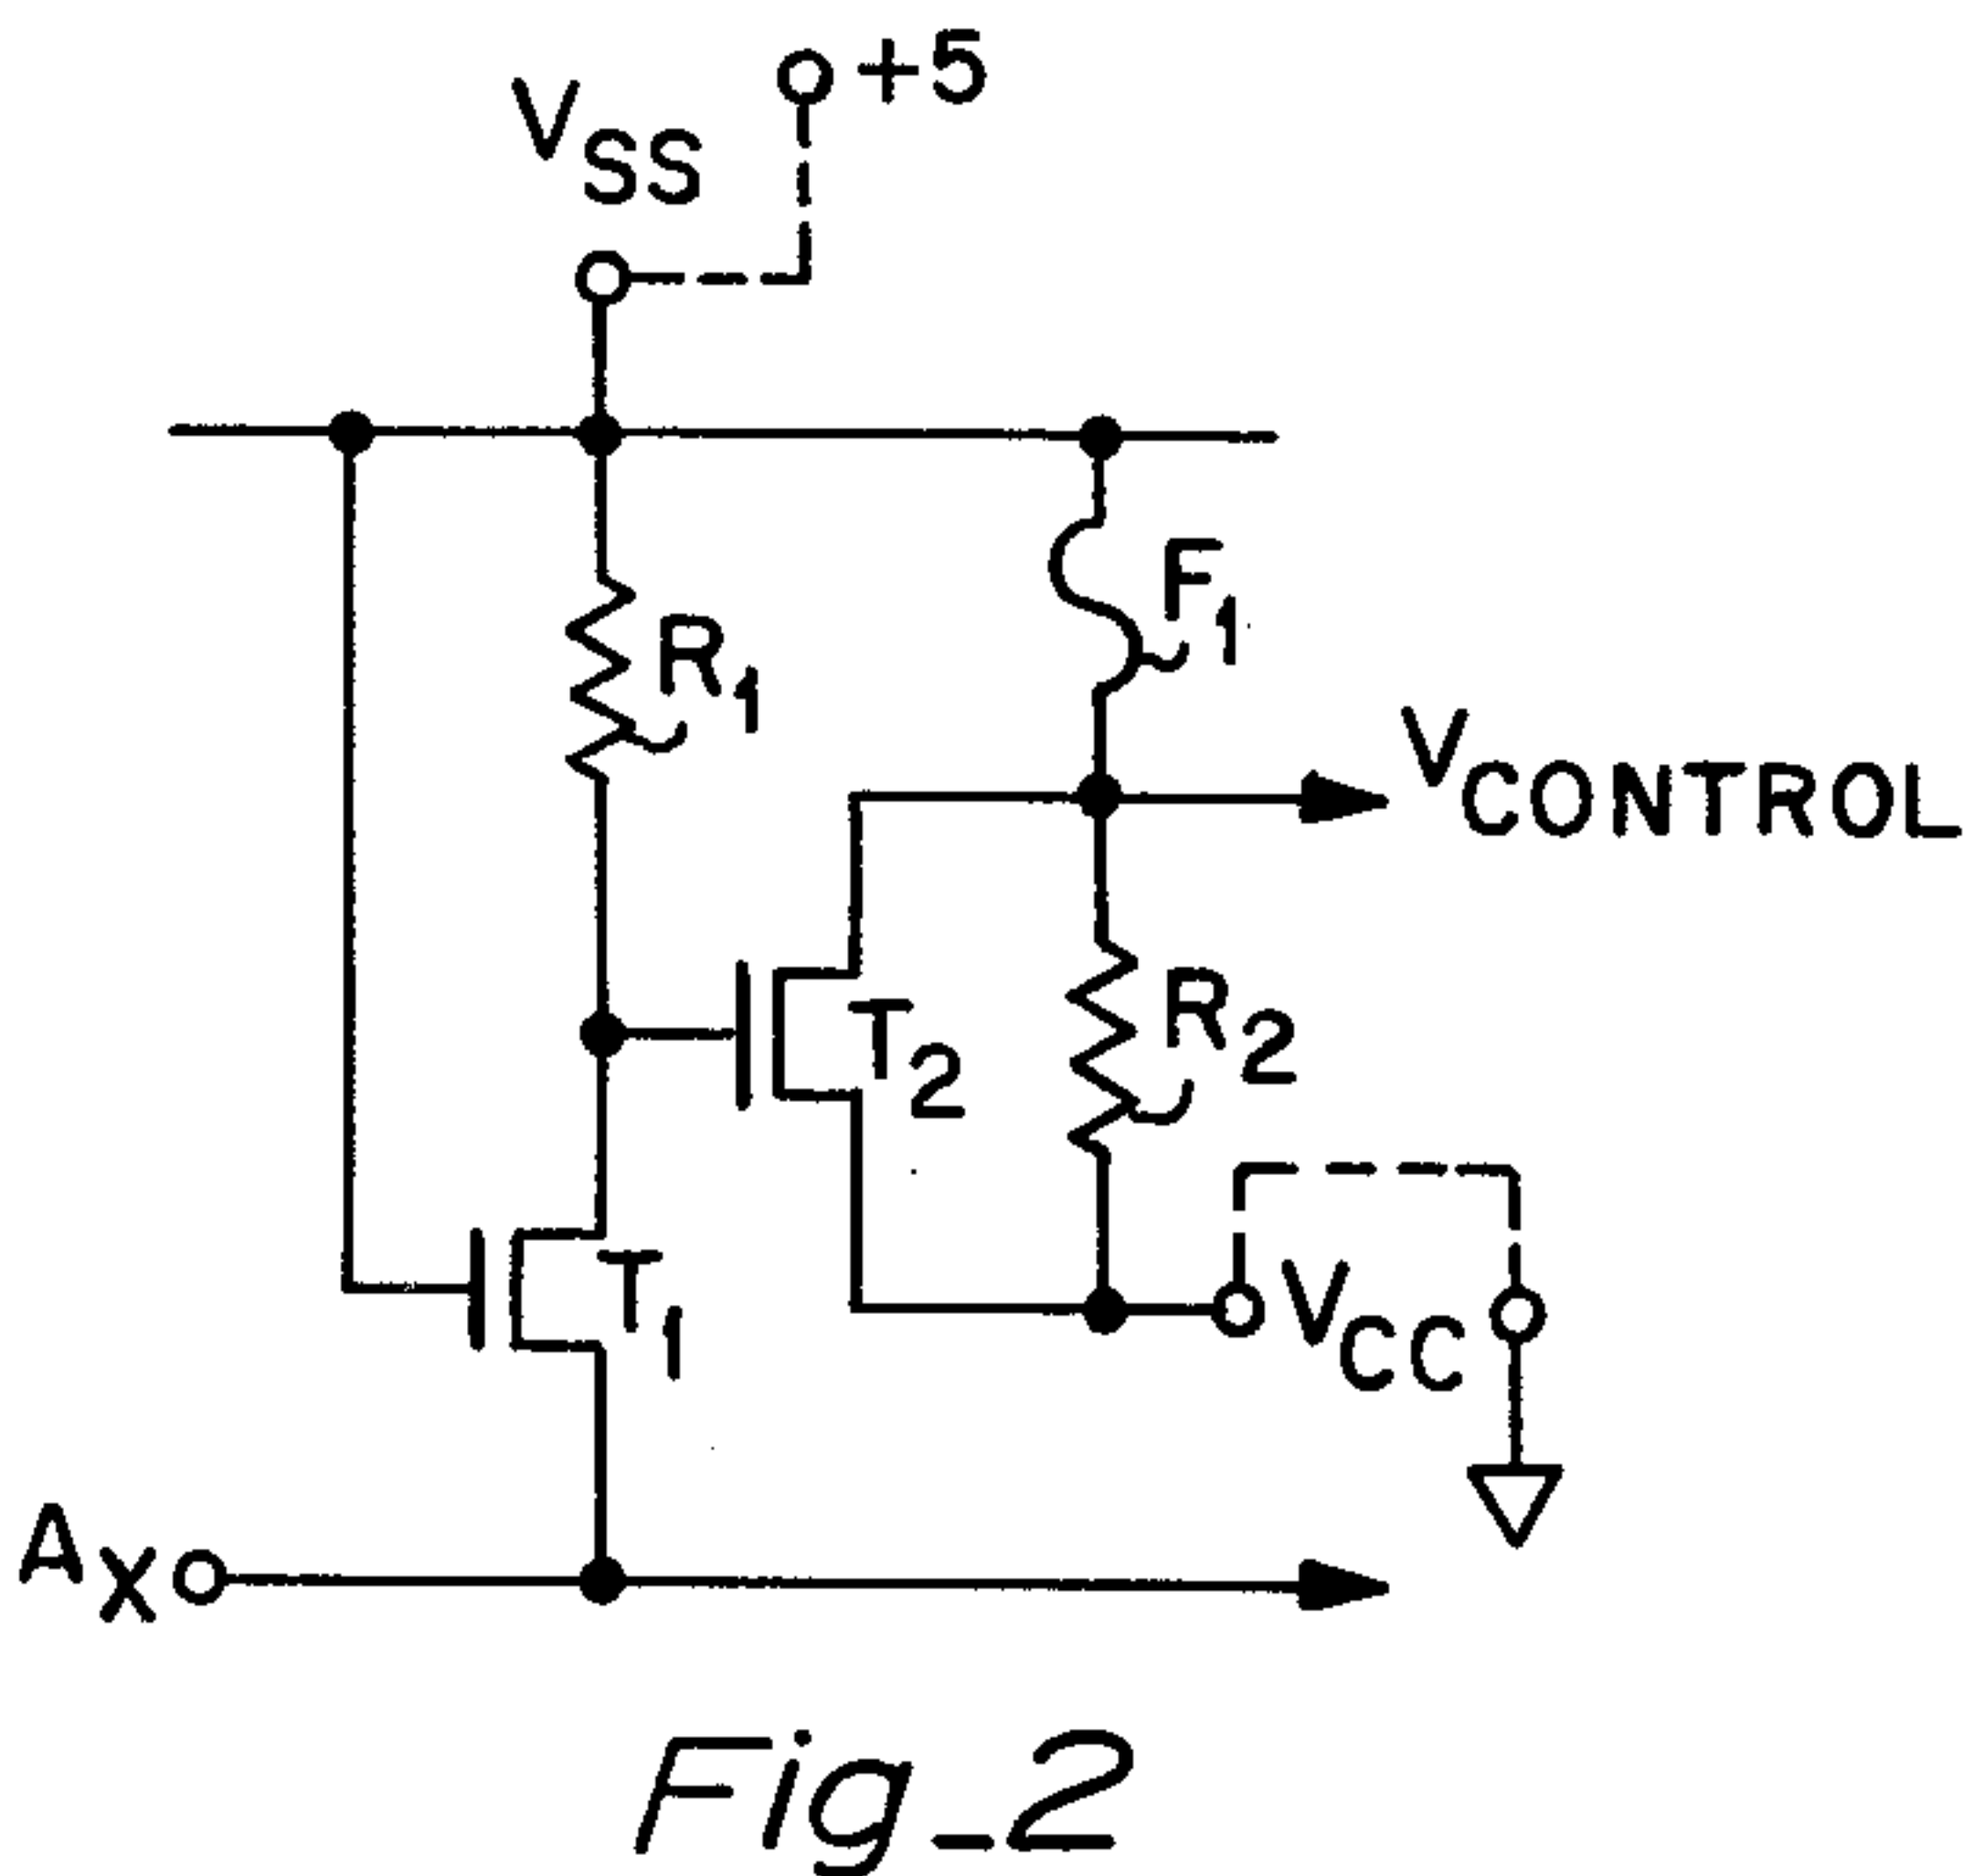 +5
VSS
F1
R1
VCONTROL
T2
R2
T1
VCC
AX
Fig_2